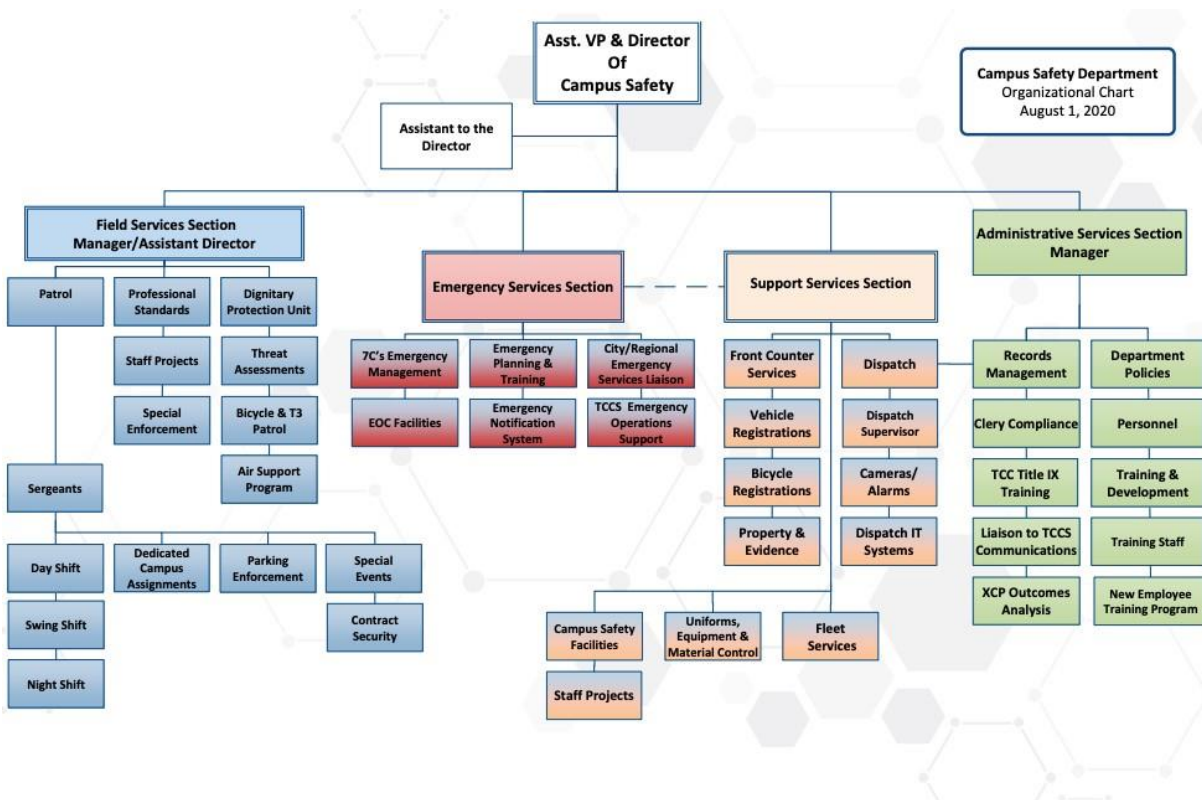 Asst. VP & Director
Of
Campus Safety
Campus Safety Department
Organizational Chart
August 1, 2020
Assistant to the
Director
Field Services Section
Manager/Assistant Director
Emergency Services Section
Support Services Section
Administrative Services Section
Manager
Patrol
Professional
Standards
Dignitary
Protection Unit
Staff Projects
Threat
Assessments
Special
Enforcement
Bicycle & T3
Patrol
Air Support
Program
Sergeants
Day Shift
Dedicated
Campus
Assignments
Parking
Enforcement
Special
Events
Swing Shift
Contract
Security
Night Shift
7C's Emergency
Management
Emergency
Planning &
Training
City/Regional
Emergency
Services Liaison
EOC Facilities
Emergency
Notification
System
TCCS Emergency
Operations
Support
Front Counter
Services
Dispatch
Vehicle
Registrations
Dispatch
Supervisor
Bicycle
Registrations
Cameras/
Alarms
Property &
Evidence
Dispatch IT
Systems
Campus Safety
Facilities
Uniforms,
Equipment &
Material Control
Fleet
Services
Staff Projects
Records
Management
Department
Policies
Clery Compliance
Personnel
TCC Title IX
Training
Training &
Development
Liaison to TCCS
Communications
Training Staff
XCP Outcomes
Analysis
New Employee
Training Program